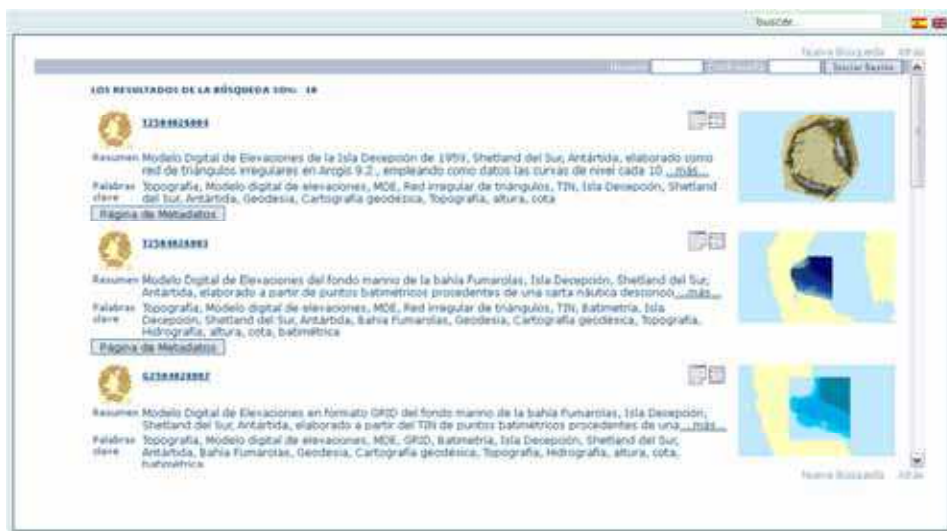 buscar...
Nueva Búsqueda Atrás
Iniciar Sesión
LOS RESULTADOS DE LA BÚSQUEDA SON: 10
Resumen Modelo Digital de Elevaciones de la Isla Decepción de 1959, Shetland del Sur, Antártida, elaborado como
red de triángulos irregulares en Arcgis 9.2., empleando como datos las curvas de nivel cada 10 ...más...
Palabras clave Topografía, Modelo digital de elevaciones, MDE, Red irregular de triángulos, TIN, Isla Decepción, Shetland
del Sur, Antártida, Geodesia, Cartografía geodésica, Topografía, altura, cota
Página de Metadatos
Resumen Modelo Digital de Elevaciones del fondo marino de la bahía Fumarolas, Isla Decepción, Shetland del Sur,
Antártida, elaborado a partir de puntos batimétricos procedentes de una carta náutica desconoc...más...
Palabras clave Topografía, Modelo digital de elevaciones, MDE, Red irregular de triángulos, TIN, Batimetría, Isla
Decepción, Shetland del Sur, Antártida, Bahía Fumarolas, Geodesia, Cartografía geodésica, Topografía,
Hidrografía, altura, cota, batimétrica
Página de Metadatos
Resumen Modelo Digital de Elevaciones en formato GRID del fondo marino de la bahía Fumarolas, Isla Decepción,
Shetland del Sur, Antártida, elaborado a partir del TIN de puntos batimétricos procedentes de una...más...
Palabras clave Topografía, Modelo digital de elevaciones, MDE, GRID, Batimetría, Isla Decepción, Shetland del Sur,
Antártida, Bahía Fumarolas, Geodesia, Cartografía geodésica, Topografía, Hidrografía, altura, cota,
batimétrica
Nueva Búsqueda Atrás